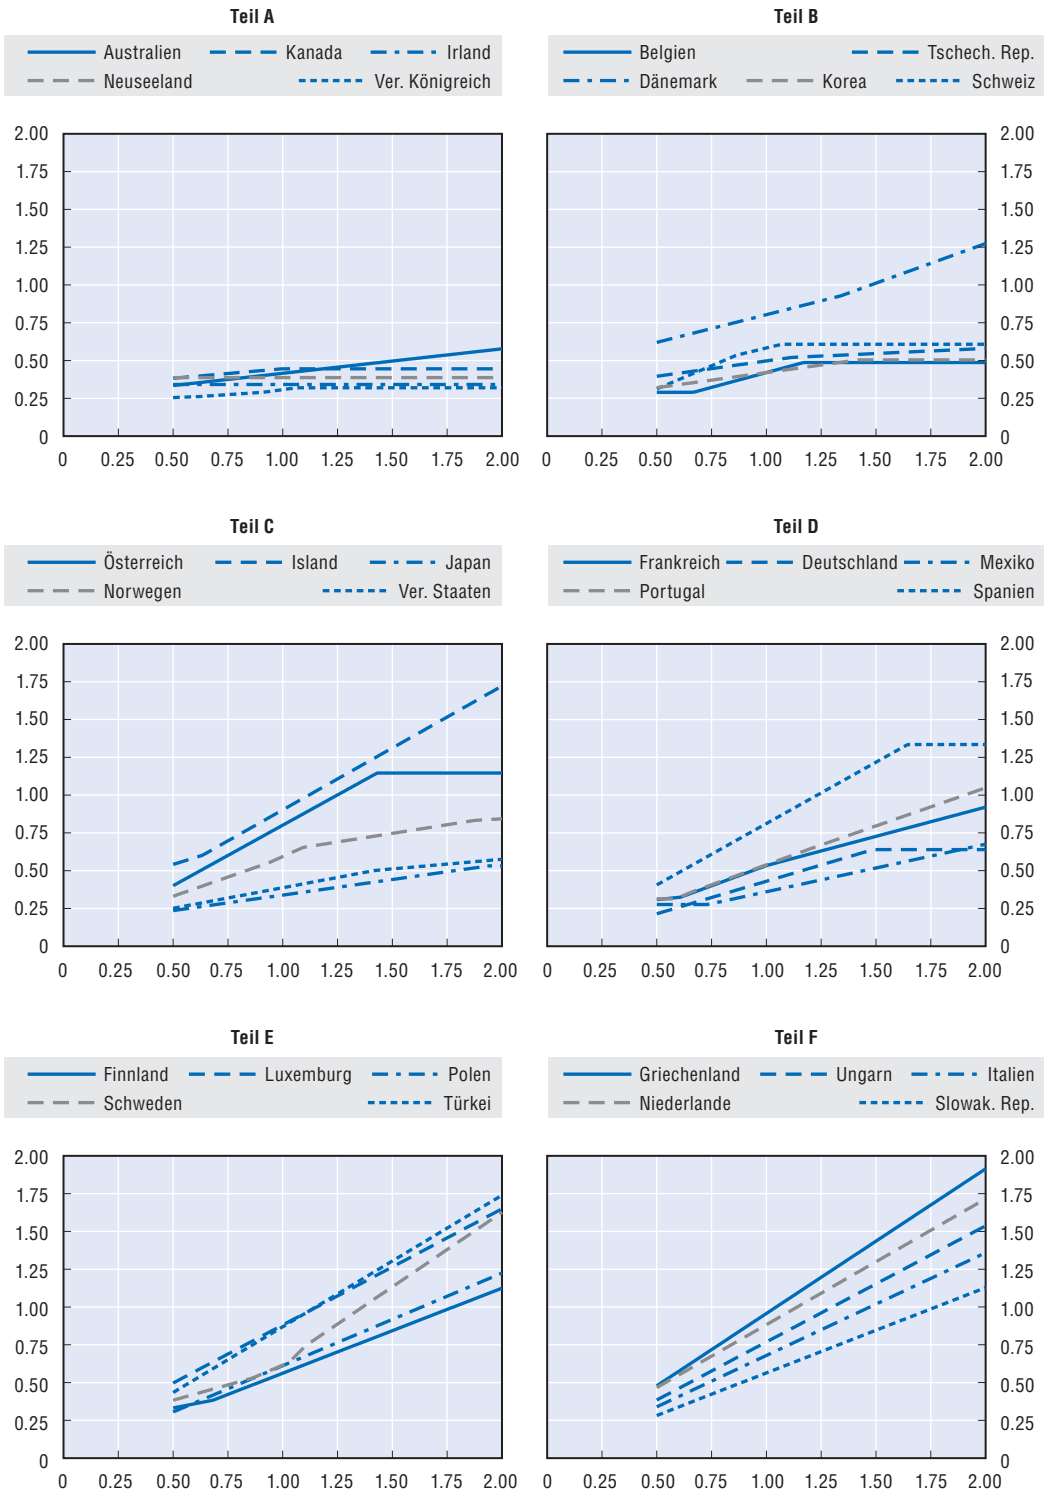 Teil A
Australien Kanada Irland
Neuseeland Ver. Königreich
2.00
1.75
1.50
1.25
1.00
0.75
0.50
0.25
0
0 0.25 0.50 0.75 1.00 1.25 1.50 1.75 2.00
Teil B
Belgien Tschech. Rep.
Dänemark Korea Schweiz
2.00
1.75
1.50
1.25
1.00
0.75
0.50
0.25
0
0 0.25 0.50 0.75 1.00 1.25 1.50 1.75 2.00
Teil C
Österreich Island Japan
Norwegen Ver. Staaten
2.00
1.75
1.50
1.25
1.00
0.75
0.50
0.25
0
0 0.25 0.50 0.75 1.00 1.25 1.50 1.75 2.00
Teil D
Frankreich Deutschland Mexiko
Portugal Spanien
2.00
1.75
1.50
1.25
1.00
0.75
0.50
0.25
0
0 0.25 0.50 0.75 1.00 1.25 1.50 1.75 2.00
Teil E
Finnland Luxemburg Polen
Schweden Türkei
2.00
1.75
1.50
1.25
1.00
0.75
0.50
0.25
0
0 0.25 0.50 0.75 1.00 1.25 1.50 1.75 2.00
Teil F
Griechenland Ungarn Italien
Niederlande Slowak. Rep.
2.00
1.75
1.50
1.25
1.00
0.75
0.50
0.25
0
0 0.25 0.50 0.75 1.00 1.25 1.50 1.75 2.00